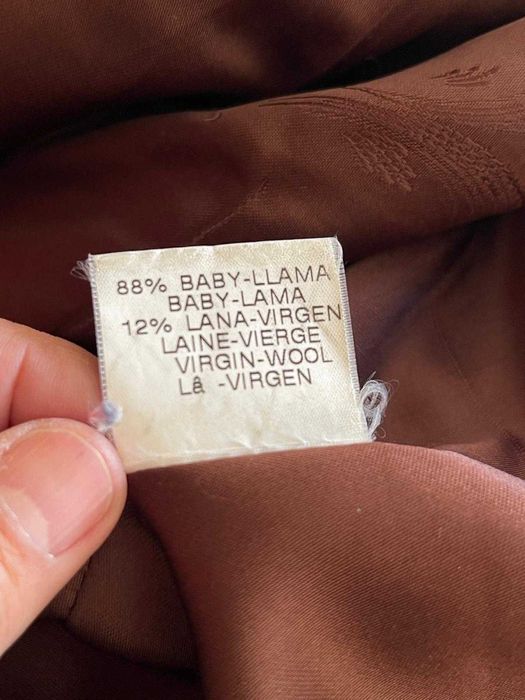 88% BABY-LLAMA
BABY-LAMA
12% LANA-VIRGEN
LAINE-VIERGE
VIRGIN-WOOL
Lâ -VIRGEN